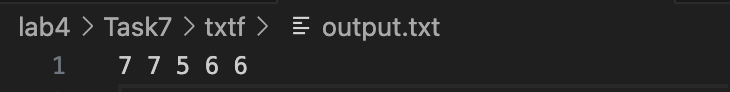 lab4 > Task7 > txtf > output.txt
1 7 7 5 6 6